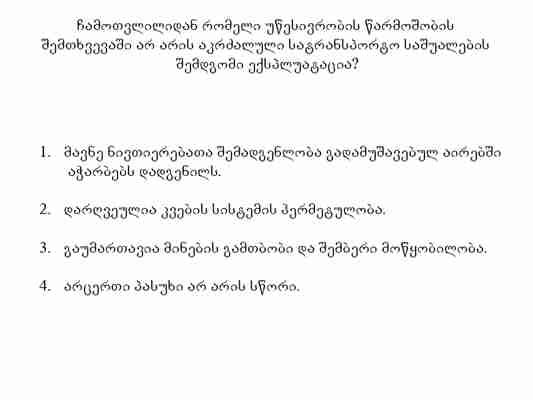 ჩამოთვლილიდან რომელი უწესივრობის წარმოშობის
შემთხვევაში არ არის აკრძალული სატრანსპორტო საშუალების
შემდგომი ექსპლუატაცია?
1. მავნე ნივთიერებათა შემადგენლობა გადამუშავებულ აირებში
აჭარბებს დადგენილს.
2. დარღვეულია კვების სისტემის პერმეტულობა.
3. გაუმართავია მინების გამთბობი და შემბერი მოწყობილობა.
4. არცერთი პასუხი არ არის სწორი.